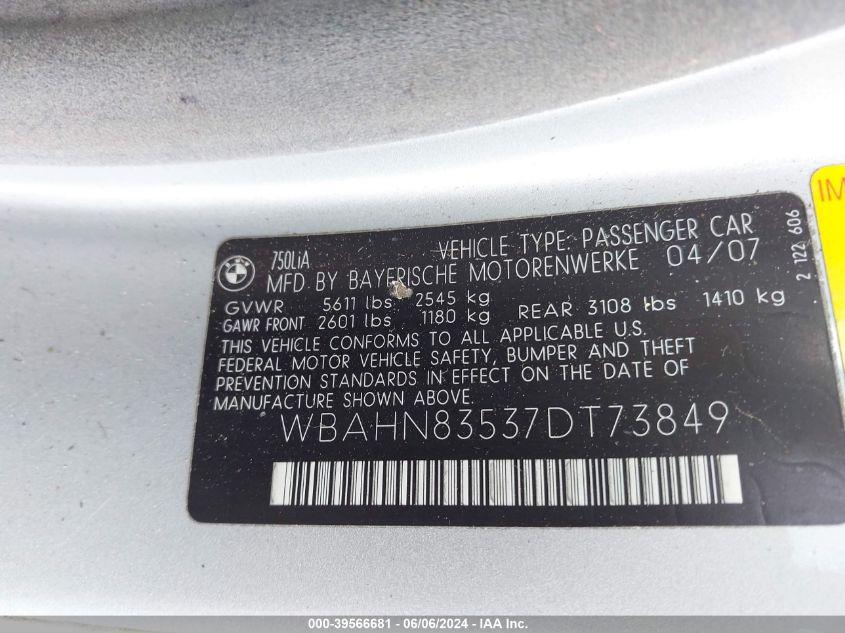 BMW
750LiA
VEHICLE TYPE: PASSENGER CAR
MFD BY BAYERISCHE MOTORENWERKE 04/07
GVWR 5611 lbs 2545 kg
GAWR FRONT 2601 lbs 1180 kg REAR 3108 lbs 1410 kg
THIS VEHICLE CONFORMS TO ALL APPLICABLE U.S.
FEDERAL MOTOR VEHICLE SAFETY, BUMPER AND THEFT
PREVENTION STANDARDS IN EFFECT ON THE DATE OF
MANUFACTURE SHOWN ABOVE.
WBAHN83537DT73849
2 122 606
IM
000-39566681 - 06/06/2024 - IAA Inc.